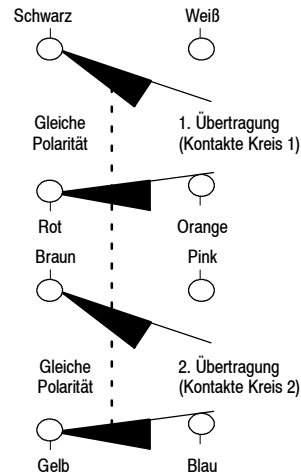 Schwarz Weiß
Gleiche Polarität 1. Übertragung (Kontakte Kreis 1)
Rot Orange
Braun Pink
Gleiche Polarität 2. Übertragung (Kontakte Kreis 2)
Gelb Blau